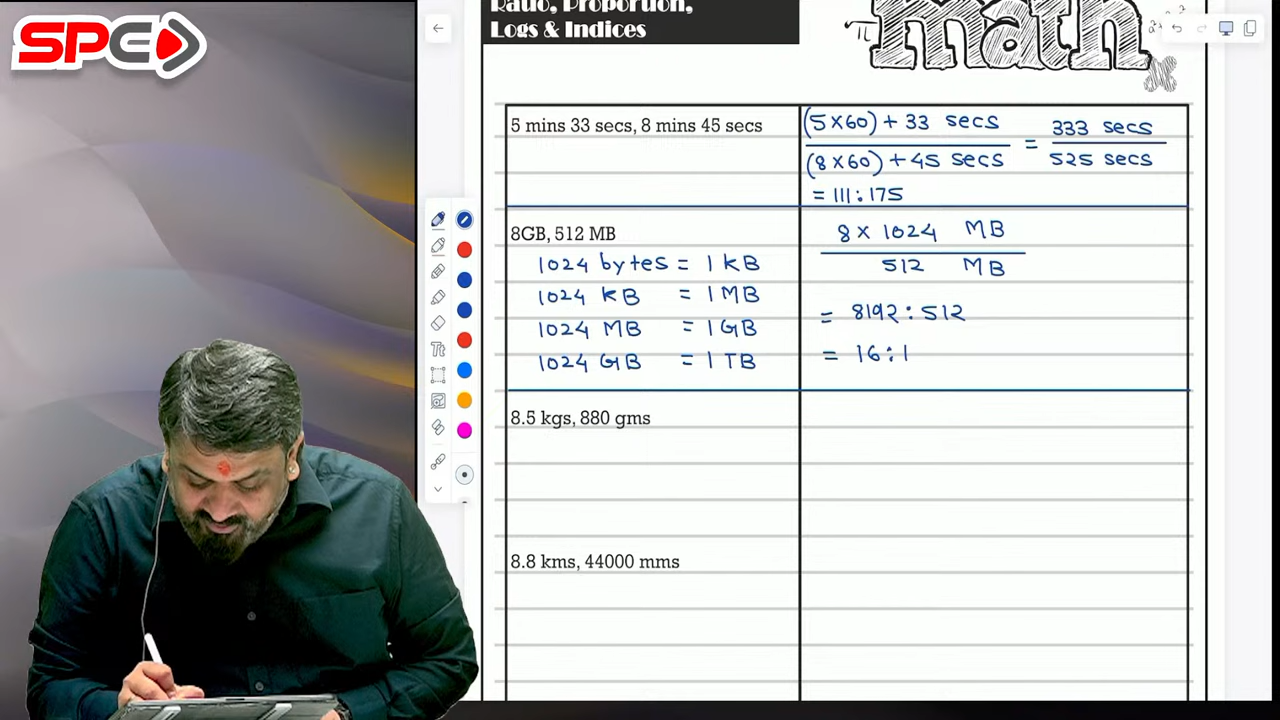 SPE
Ratio, Proportion,
Logs & Indices
π math
5 mins 33 secs, 8 mins 45 secs
(5×60) + 33 secs
(8×60) + 45 secs
= 333 secs
525 secs
= 111:175
8GB, 512 MB
1024 bytes = 1 KB
1024 KB = 1 MB
1024 MB = 1 GB
1024 GB = 1 TB
8 × 1024 MB
512 MB
= 8192 : 512
= 16 : 1
8.5 kgs, 880 gms
8.8 kms, 44000 mms
Tt